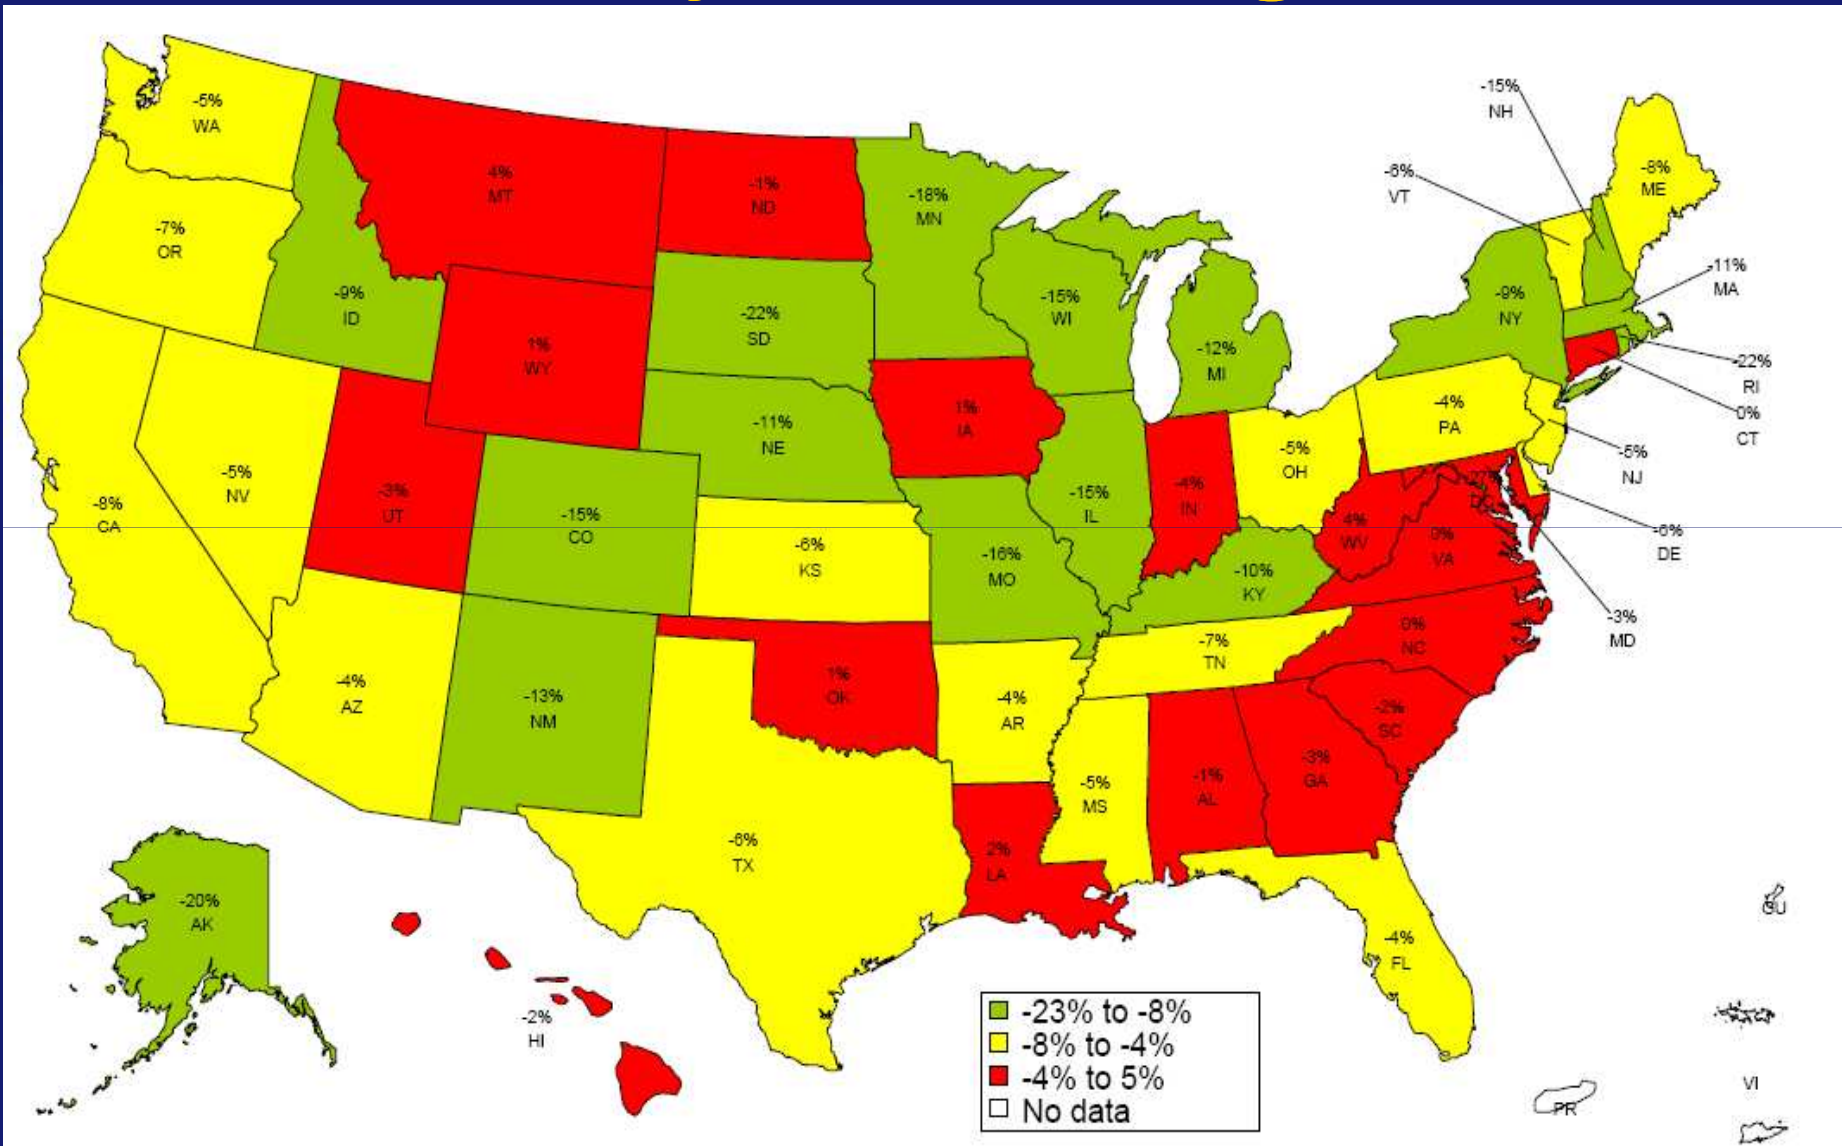 -5%
WA
-7%
OR
-8%
CA
-5%
NV
-9%
ID
4%
MT
1%
WY
-3%
UT
-4%
AZ
-15%
CO
-13%
NM
-1%
ND
-22%
SD
-11%
NE
-6%
KS
1%
OK
-6%
TX
-18%
MN
1%
IA
-16%
MO
-4%
AR
2%
LA
-15%
WI
-15%
IL
-12%
MI
-4%
IN
-5%
OH
-10%
KY
-7%
TN
-5%
MS
-1%
AL
-3%
GA
-4%
FL
-2%
SC
0%
NC
0%
VA
4%
WV
DC
-4%
PA
-9%
NY
-6%
VT
-15%
NH
-8%
ME
-11%
MA
-22%
RI
0%
CT
-5%
NJ
-6%
DE
-3%
MD
-20%
AK
-2%
HI
GU
VI
PR
-23% to -8%
-8% to -4%
-4% to 5%
No data